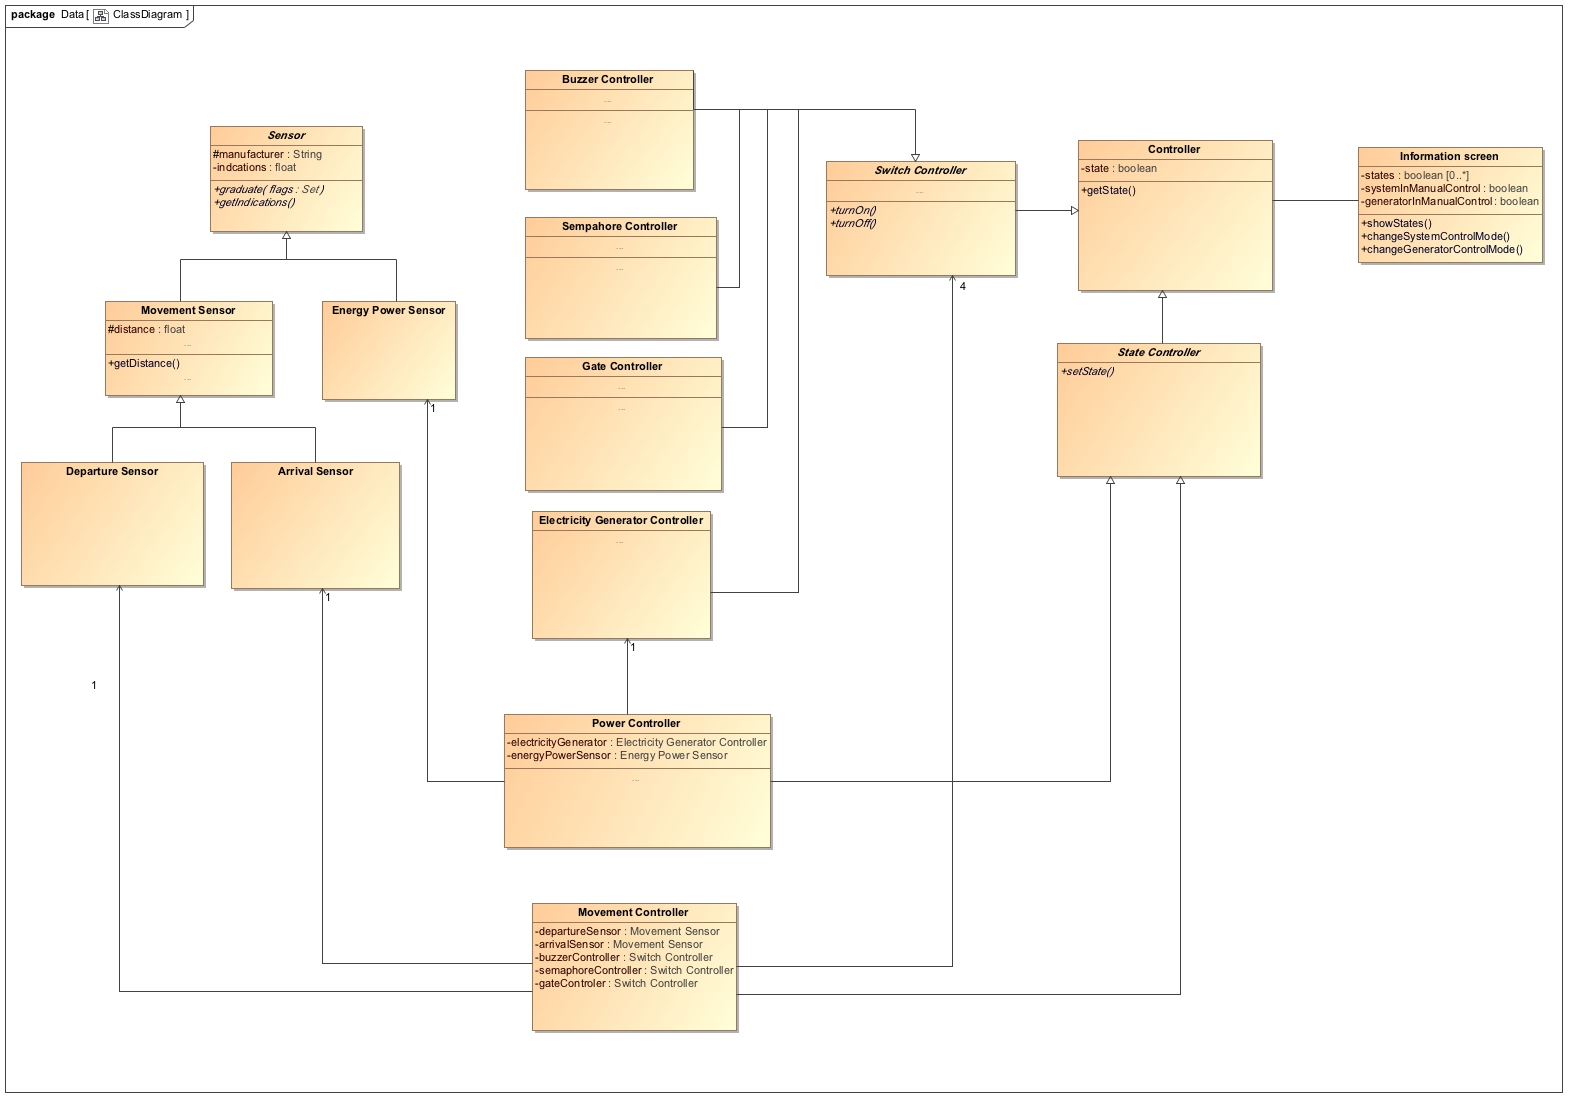 package Data[ ClassDiagram ]
Buzzer Controller
...
...
Sensor
#manufacturer : String
-indcations : float
+graduate( flags : Set )
+getIndications()
Switch Controller
...
+turnOn()
+turnOff()
Controller
-state : boolean
+getState()
Information screen
-states : boolean [0..*]
-systemInManualControl : boolean
-generatorInManualControl : boolean
+showStates()
+changeSystemControlMode()
+changeGeneratorControlMode()
Sempahore Controller
...
...
4
Movement Sensor
#distance : float
...
+getDistance()
...
Energy Power Sensor
1
Gate Controller
...
...
State Controller
+setState()
Departure Sensor
Arrival Sensor
1
1
Electricity Generator Controller
...
1
Power Controller
-electricityGenerator : Electricity Generator Controller
-energyPowerSensor : Energy Power Sensor
...
Movement Controller
-departureSensor : Movement Sensor
-arrivalSensor : Movement Sensor
-buzzerController : Switch Controller
-semaphoreController : Switch Controller
-gateControler : Switch Controller